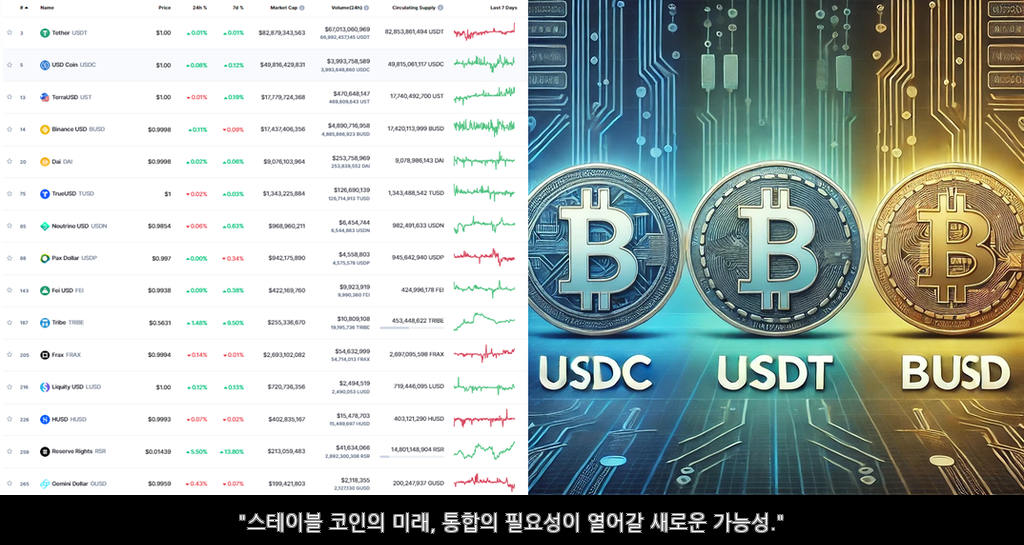 # Name Price 24h % 7d % Market Cap Volume(24h) Circulating Supply Last 7 Days
3 Tether USDT $1.00 0.01% 0.01% $82,879,343,563 $67,013,060,969 82,853,861,494 USDT
66,992,457,345 USDT
5 USD Coin USDC $1.00 0.08% 0.12% $49,816,429,831 $3,993,758,589 49,815,061,117 USDC
3,993,648,660 USDC
13 TerraUSD UST $1.00 0.01% 0.19% $17,779,724,368 $470,648,147 17,740,492,700 UST
469,609,643 UST
14 Binance USD BUSD $0.9998 0.11% 0.09% $17,437,406,356 $4,890,716,958 17,420,113,999 BUSD
4,885,866,923 BUSD
20 Dai DAI $0.9998 0.02% 0.06% $9,076,103,964 $253,758,969 9,078,986,143 DAI
253,839,552 DAI
75 TrueUSD TUSD $1 0.02% 0.03% $1,343,225,884 $126,690,139 1,343,488,542 TUSD
126,714,913 TUSD
85 Neutrino USD USDN $0.9854 0.06% 0.63% $968,960,211 $6,454,744 982,491,633 USDN
6,544,883 USDN
86 Pax Dollar USDP $0.997 0.00% 0.34% $942,175,890 $4,558,803 945,642,940 USDP
4,575,578 USDP
143 Fei USD FEI $0.9938 0.09% 0.38% $422,169,760 $9,923,919 424,996,178 FEI
9,990,360 FEI
187 Tribe TRIBE $0.5631 1.48% 9.50% $255,336,670 $10,809,108 453,448,622 TRIBE
19,195,736 TRIBE
205 Frax FRAX $0.9994 0.14% 0.01% $2,693,102,082 $54,632,999 2,697,095,598 FRAX
54,714,013 FRAX
216 Liquity USD LUSD $1.00 0.12% 0.13% $720,736,356 $2,494,519 719,446,095 LUSD
2,490,053 LUSD
226 HUSD HUSD $0.9993 0.07% 0.02% $402,835,167 $15,478,703 403,121,290 HUSD
15,489,697 HUSD
259 Reserve Rights RSR $0.01439 5.50% 13.80% $213,059,483 $41,634,066 14,801,148,904 RSR
2,892,300,308 RSR
265 Gemini Dollar GUSD $0.9959 0.43% 0.07% $199,421,803 $2,118,355 200,247,937 GUSD
2,127,130 GUSD
USDC USDT BUSD
"스테이블 코인의 미래, 통합의 필요성이 열어갈 새로운 가능성."